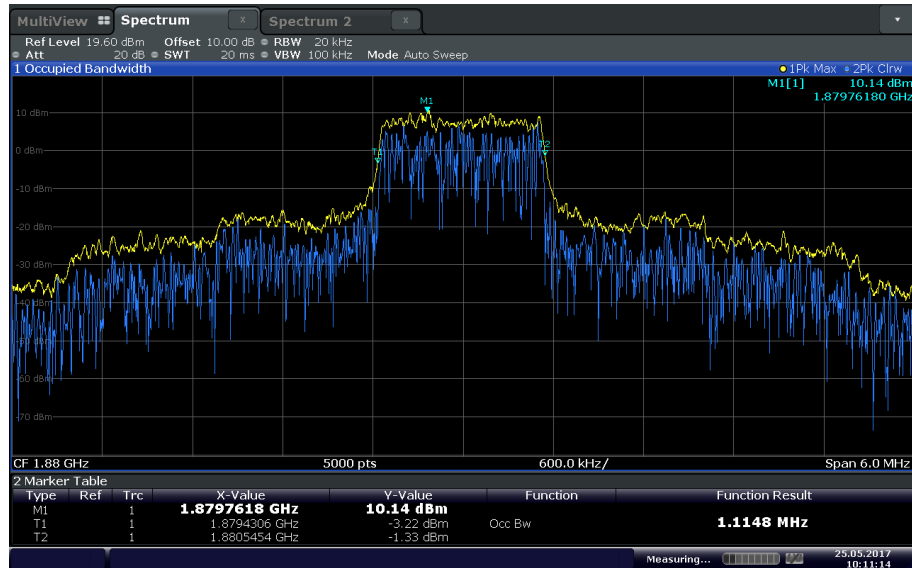 MultiView Spectrum x Spectrum 2 x
Ref Level 19.60 dBm Offset 10.00 dB RBW 20 kHz
Att 20 dB SWT 20 ms VBW 100 kHz Mode Auto Sweep
1 Occupied Bandwidth 1Pk Max 2Pk Clrw
M1[1] 10.14 dBm
1.87976180 GHz
M1
10 dBm
T1
T2
0 dBm
-10 dBm
-20 dBm
-30 dBm
-40 dBm
-60 dBm
-70 dBm
CF 1.88 GHz 5000 pts 600.0 kHz/ Span 6.0 MHz
2 Marker Table
Type Ref Trc X-Value Y-Value Function Function Result
M1 1 1.8797618 GHz 10.14 dBm
T1 1 1.8794306 GHz -3.22 dBm Occ Bw 1.1148 MHz
T2 1 1.8805454 GHz -1.33 dBm
Measuring... 25.05.2017
10:11:14